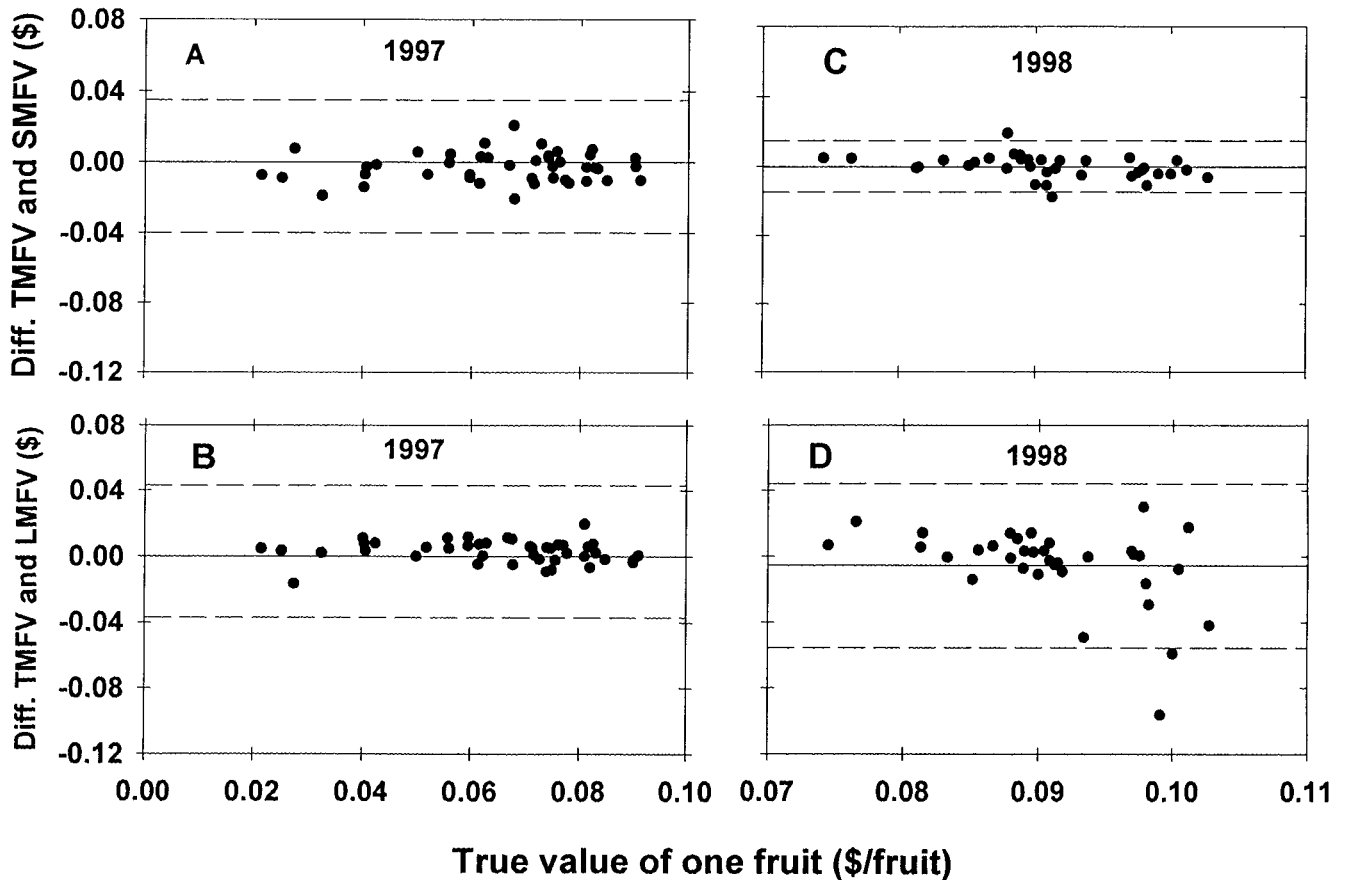 Diff. TMFV and SMFV ($)
0.08
0.04
0.00
-0.04
-0.08
-0.12
A
1997
C
1998
Diff. TMFV and LMFV ($)
0.08
0.04
0.00
-0.04
-0.08
-0.12
B
1997
D
1998
0.00 0.02 0.04 0.06 0.08 0.10
0.07 0.08 0.09 0.10 0.11
True value of one fruit ($/fruit)